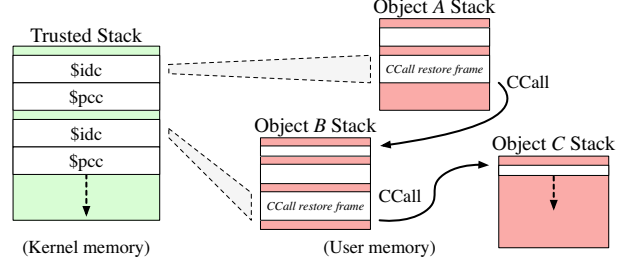 Object A Stack
Trusted Stack
$idc
$pcc
$idc
$pcc
CCall restore frame
CCall
Object B Stack
Object C Stack
CCall restore frame
CCall
(Kernel memory)
(User memory)